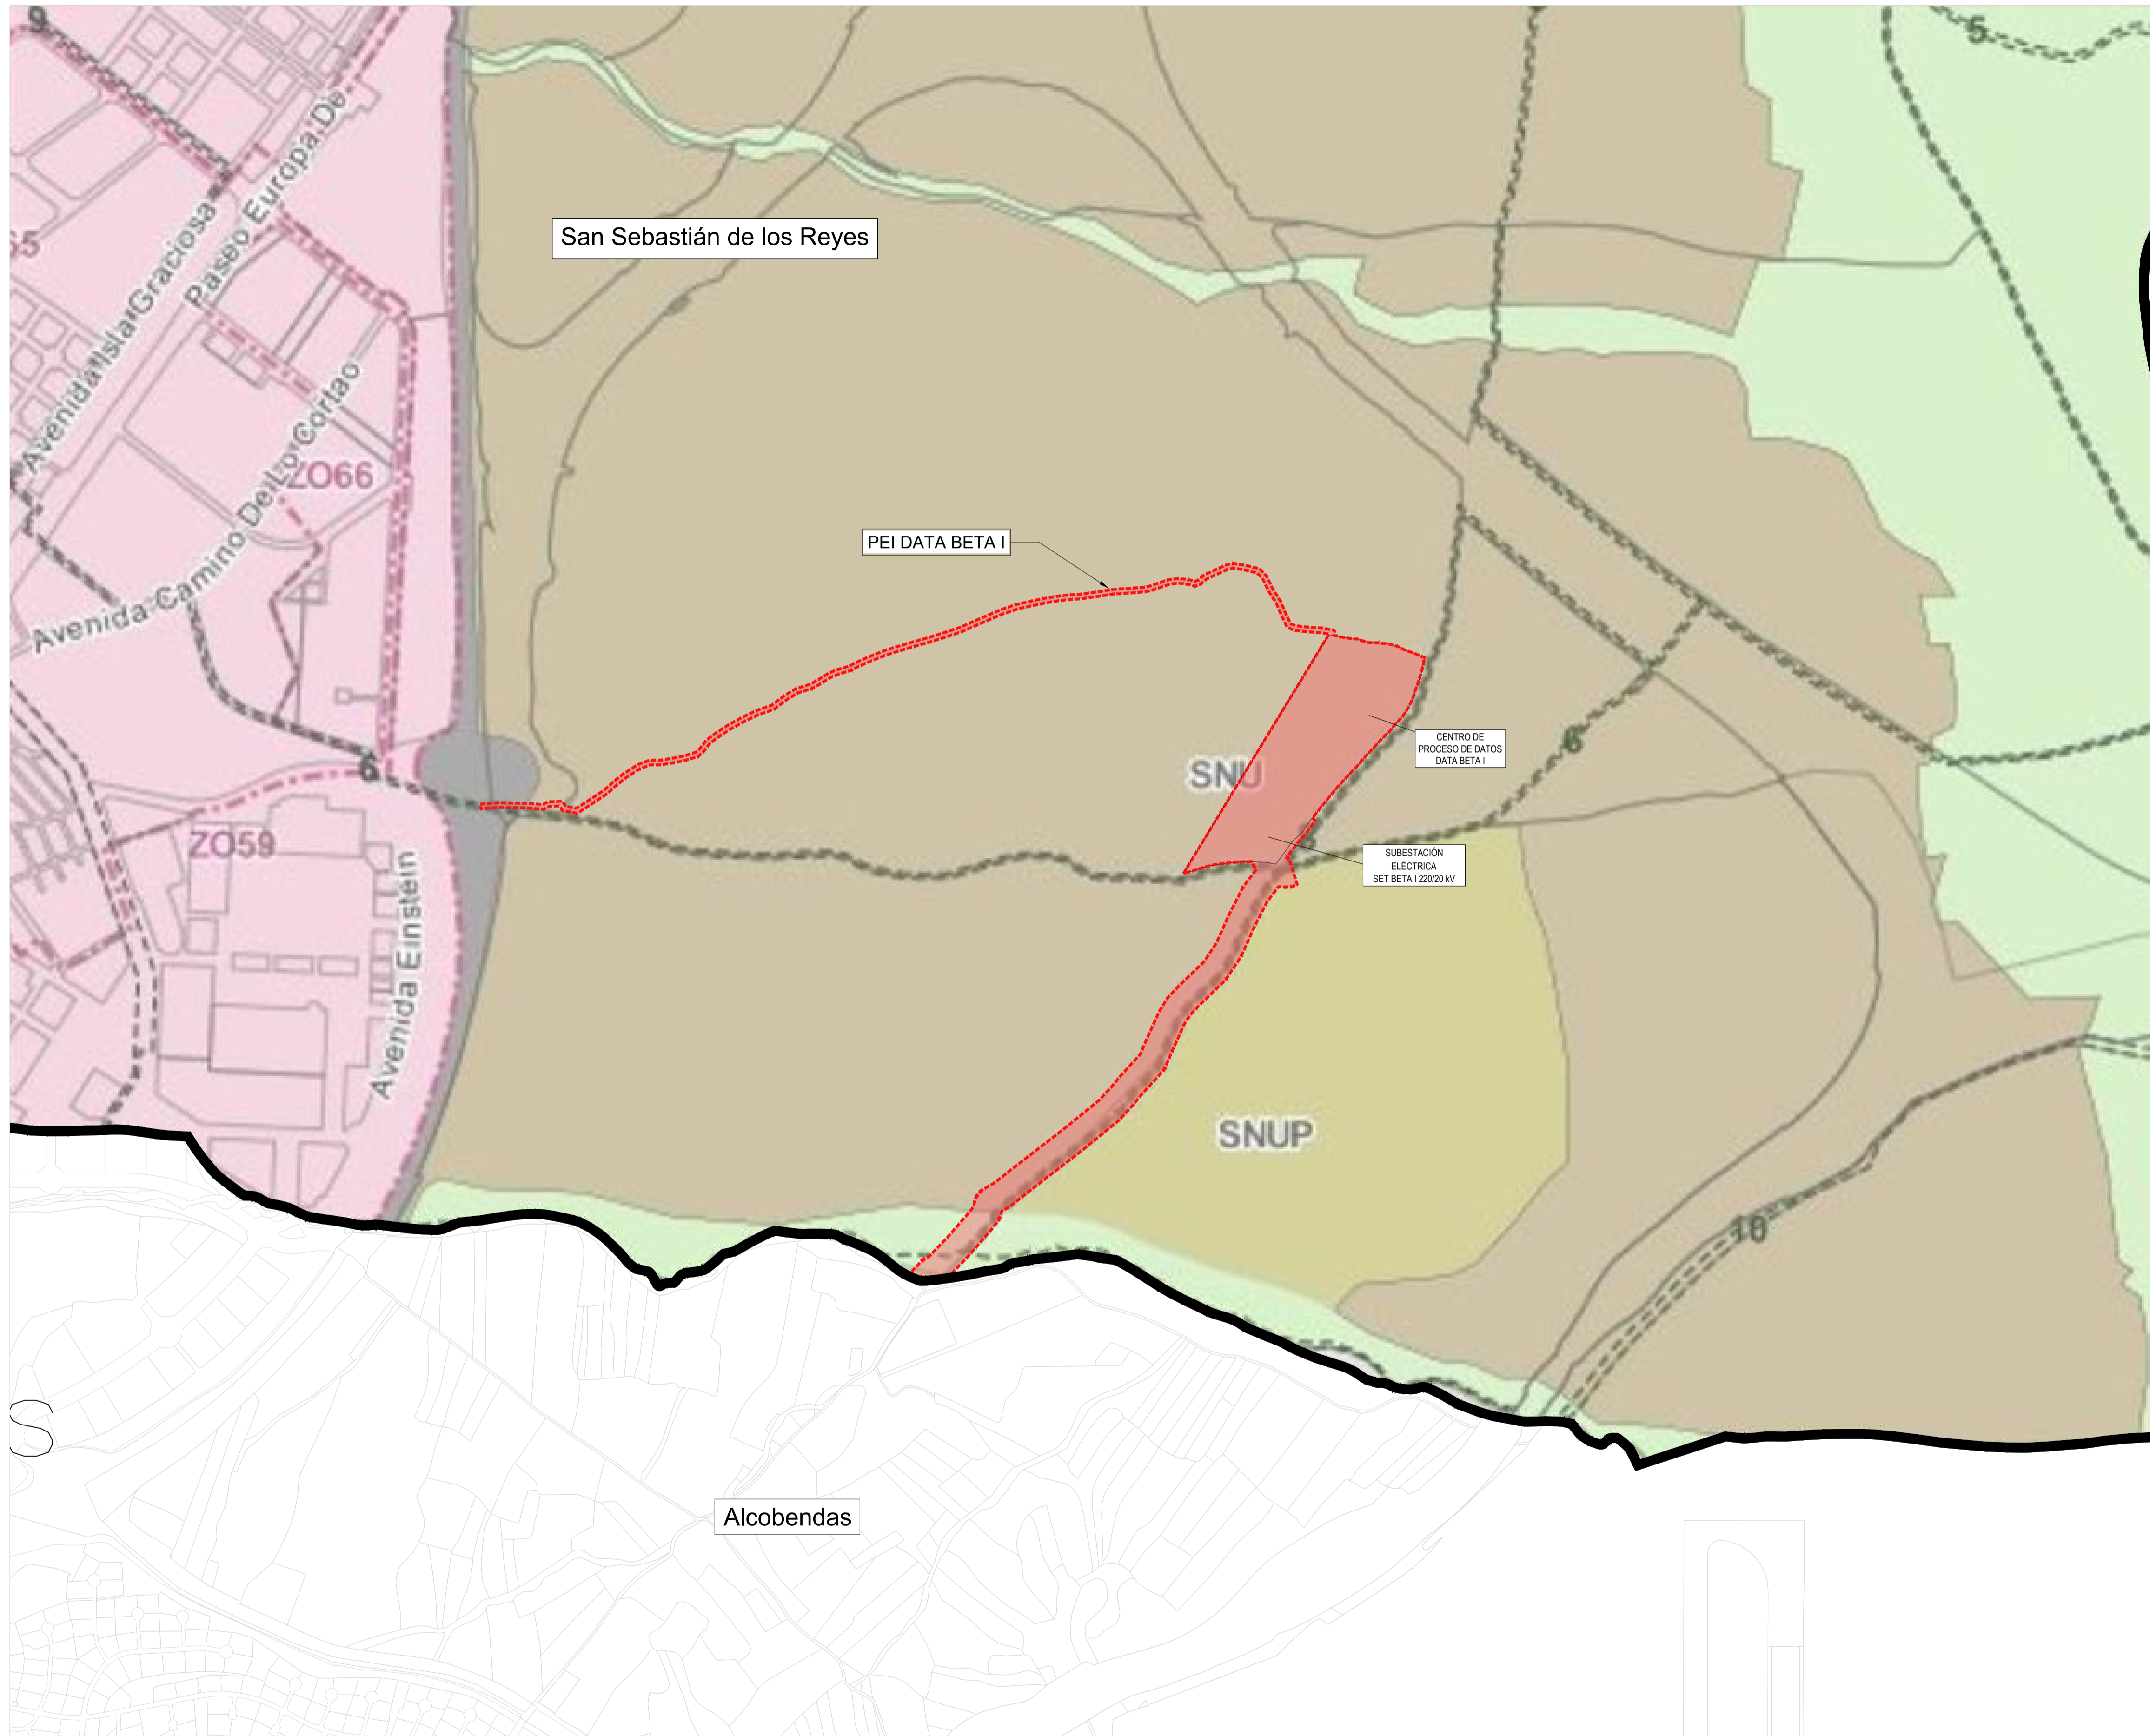 9
5
Paseo Europa De
Avenida Isla Graciosa
San Sebastián de los Reyes
Avenida Camino De Lo Cortao
ZO66
PEI DATA BETA I
CENTRO DE
PROCESO DE DATOS
DATA BETA I
6
6
SNU
ZO59
SUBESTACIÓN
ELÉCTRICA
SET BETA I 220/20 kV
Avenida Einstein
SNUP
10
S
Alcobendas